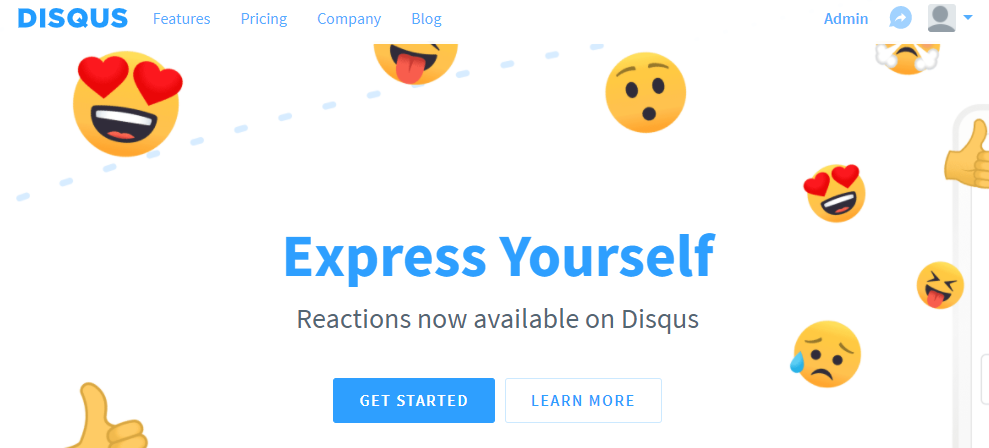 DISQUS Features Pricing Company Blog Admin
Express Yourself
Reactions now available on Disqus
GET STARTED LEARN MORE